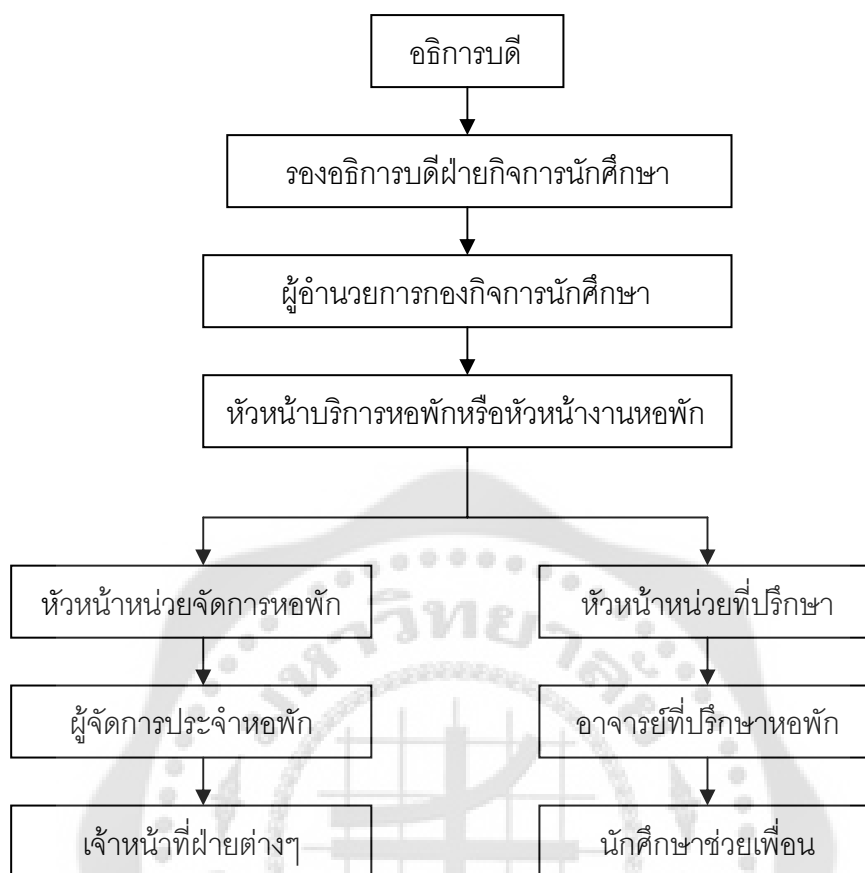 อธิการบดี
รองอธิการบดีฝ่ายกิจการนักศึกษา
ผู้อำนวยการกองกิจการนักศึกษา
หัวหน้าบริการหอพักหรือหัวหน้างานหอพัก
หัวหน้าหน่วยจัดการหอพัก
หัวหน้าหน่วยที่ปรึกษา
มหาวิทยาลัย
ผู้จัดการประจำหอพัก
อาจารย์ที่ปรึกษาหอพัก
เจ้าหน้าที่ฝ่ายต่างๆ
นักศึกษาช่วยเพื่อน